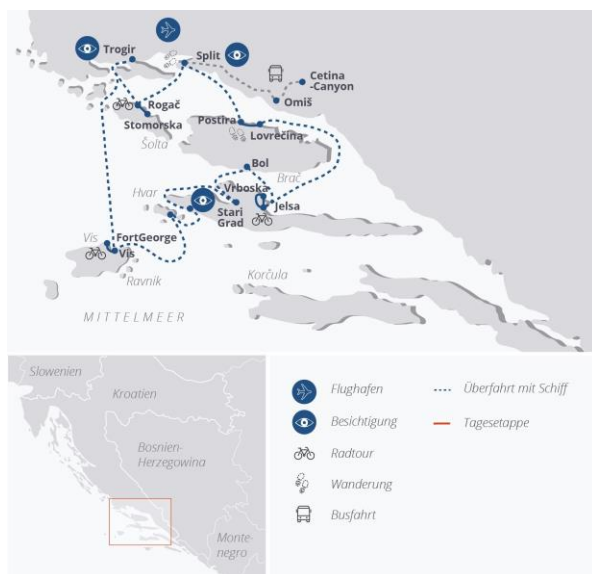 Trogir
Split
Cetina
-Canyon
Omiš
Rogač
Stomorska
Šolta
Postira
Lovrečina
Bol
Brač
Hvar
Vrboska
Stari
Grad
Jelsa
Vis
FortGeorge
Vis
Ravnik
Korčula
MITTELMEER
Slowenien
Kroatien
Bosnien-
Herzegowina
Monte-
negro
Flughafen
Überfahrt mit Schiff
Besichtigung
Tagesetappe
Radtour
Wanderung
Busfahrt